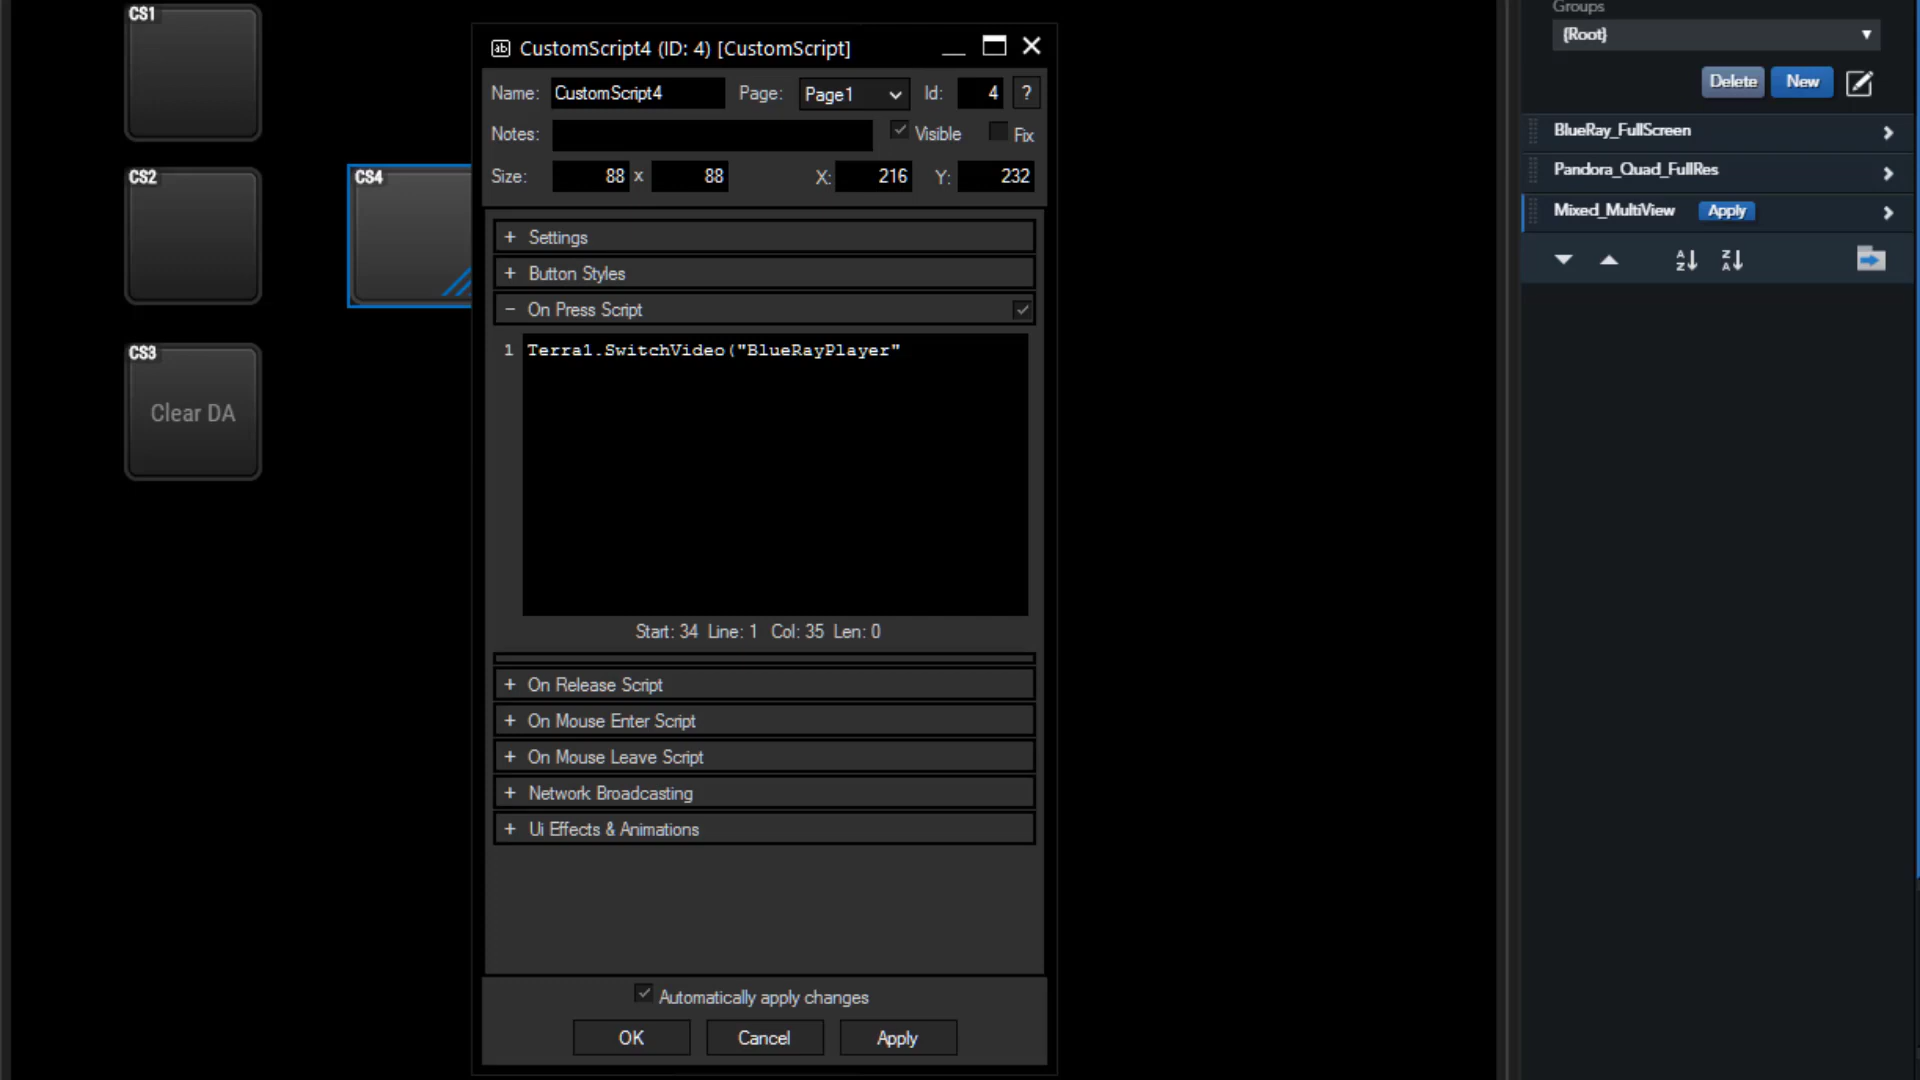 CS1
CS2
CS4
CS3
Clear DA
CustomScript4 (ID: 4) [CustomScript]
Name: CustomScript4 Page: Page1 Id: 4 ?
Notes: Visible Fix
Size: 88 x 88 X: 216 Y: 232
+ Settings
+ Button Styles
- On Press Script
1 Terra1.SwitchVideo("BlueRayPlayer"
Start: 34 Line: 1 Col: 35 Len: 0
+ On Release Script
+ On Mouse Enter Script
+ On Mouse Leave Script
+ Network Broadcasting
+ Ui Effects & Animations
Automatically apply changes
OK Cancel Apply
Groups
{Root}
Delete New
BlueRay_FullScreen
Pandora_Quad_FullRes
Mixed_MultiView Apply